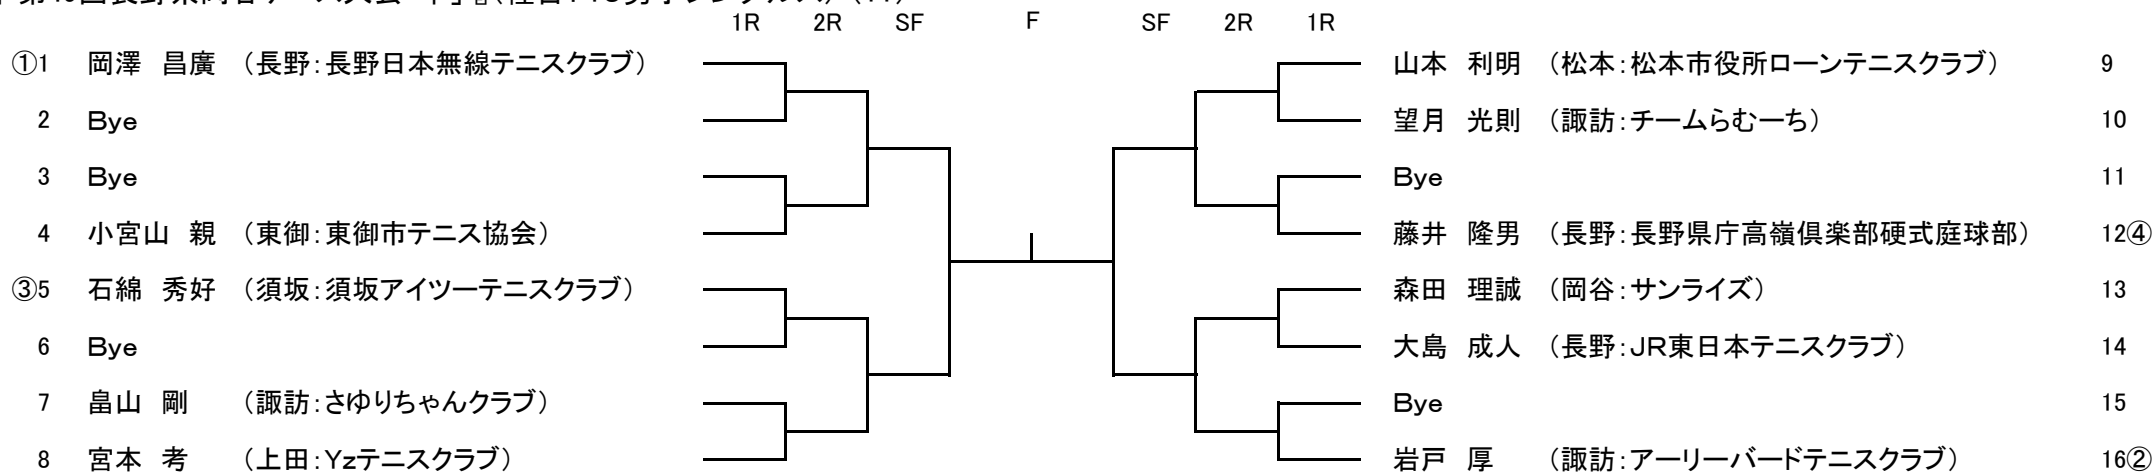 1R 2R SF F SF 2R 1R
①1 岡澤 昌廣 （長野：長野日本無線テニスクラブ） 山本 利明 （松本：松本市役所ローンテニスクラブ） 9
2 Bye 望月 光則 （諏訪：チームらむーち） 10
3 Bye Bye 11
4 小宮山 親 （東御：東御市テニス協会） 藤井 隆男 （長野：長野県庁高嶺倶楽部硬式庭球部） 12④
③5 石綿 秀好 （須坂：須坂アイツーテニスクラブ） 森田 理誠 （岡谷：サンライズ） 13
6 Bye 大島 成人 （長野：JR東日本テニスクラブ） 14
7 畠山 剛 （諏訪：さゆりちゃんクラブ） Bye 15
8 宮本 考 （上田：Yzテニスクラブ） 岩戸 厚 （諏訪：アーリーバードテニスクラブ） 16②